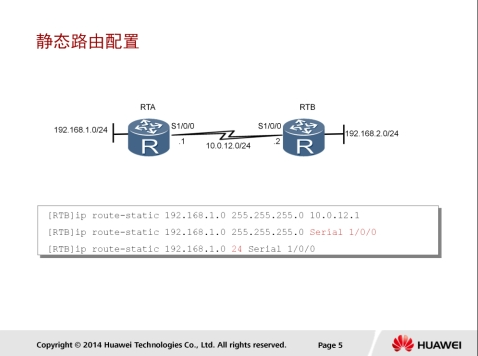 静态路由配置
RTA
RTB
192.168.1.0/24
S1/0/0
S1/0/0
192.168.2.0/24
.1
10.0.12.0/24
.2
R
R
[RTB]ip route-static 192.168.1.0 255.255.255.0 10.0.12.1
[RTB]ip route-static 192.168.1.0 255.255.255.0 Serial 1/0/0
[RTB]ip route-static 192.168.1.0 24 Serial 1/0/0
Copyright © 2014 Huawei Technologies Co., Ltd. All rights reserved.
Page 5
HUAWEI